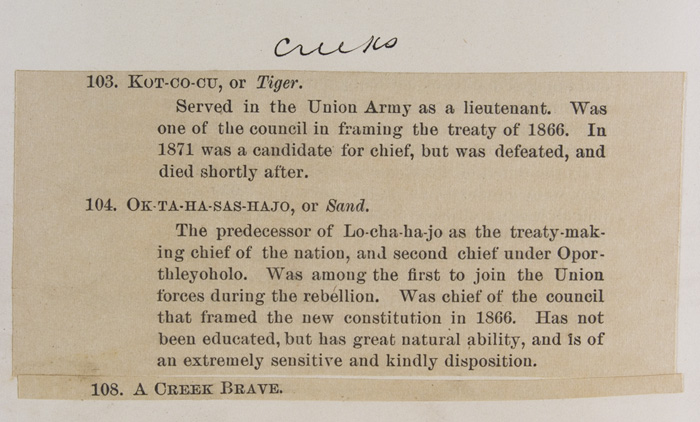 Creeks
103. KOT-CO-CU, or Tiger.
Served in the Union Army as a lieutenant. Was
one of the council in framing the treaty of 1866. In
1871 was a candidate for chief, but was defeated, and
died shortly after.
104. OK-TA-HA-SAS-HAJO, or Sand.
The predecessor of Lo-cha-ha-jo as the treaty-mak-
ing chief of the nation, and second chief under Opor-
thleyoholo. Was among the first to join the Union
forces during the rebellion. Was chief of the council
that framed the new constitution in 1866. Has not
been educated, but has great natural ability, and is of
an extremely sensitive and kindly disposition.
108. A CREEK BRAVE.